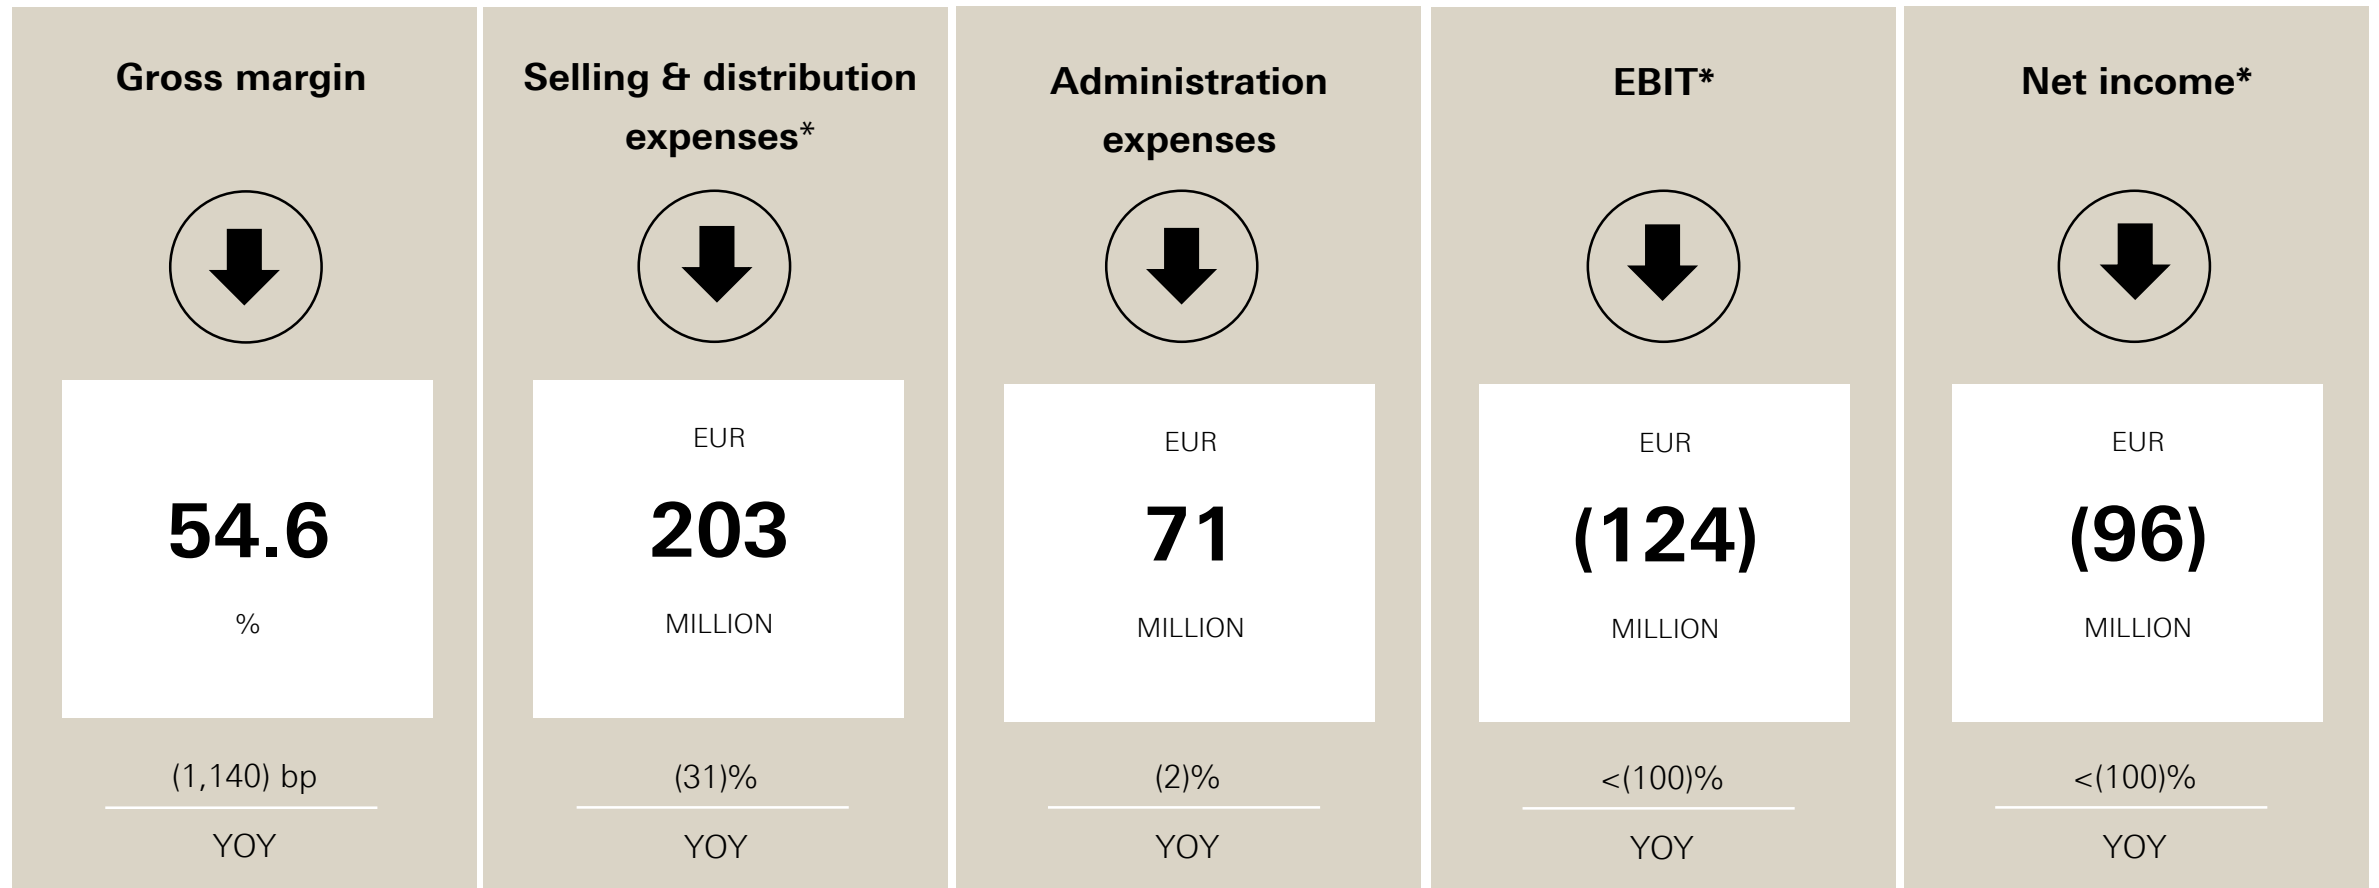 Gross margin
54.6
%
(1,140) bp
YOY
Selling & distribution
expenses*
EUR
203
MILLION
(31)%
YOY
Administration
expenses
EUR
71
MILLION
(2)%
YOY
EBIT*
EUR
(124)
MILLION
<(100)%
YOY
Net income*
EUR
(96)
MILLION
<(100)%
YOY